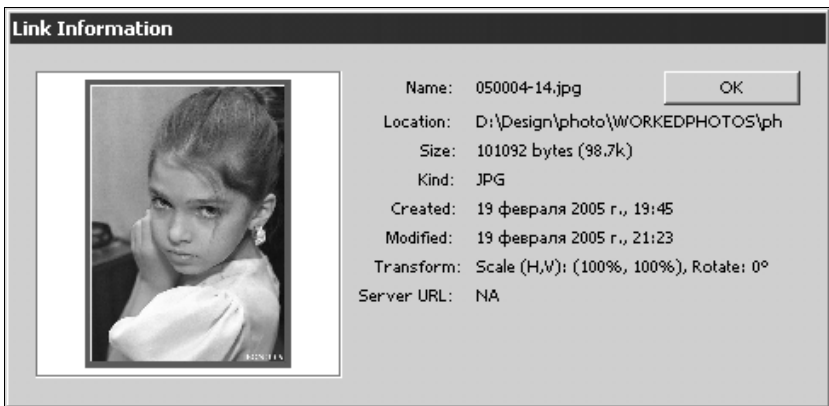 Link Information
Name: 050004-14.jpg OK
Location: D:\Design\photo\WORKEDPHOTOS\ph
Size: 101092 bytes (98.7k)
Kind: JPG
Created: 19 февраля 2005 г., 19:45
Modified: 19 февраля 2005 г., 21:23
Transform: Scale (H,V): (100%, 100%), Rotate: 0°
Server URL: NA